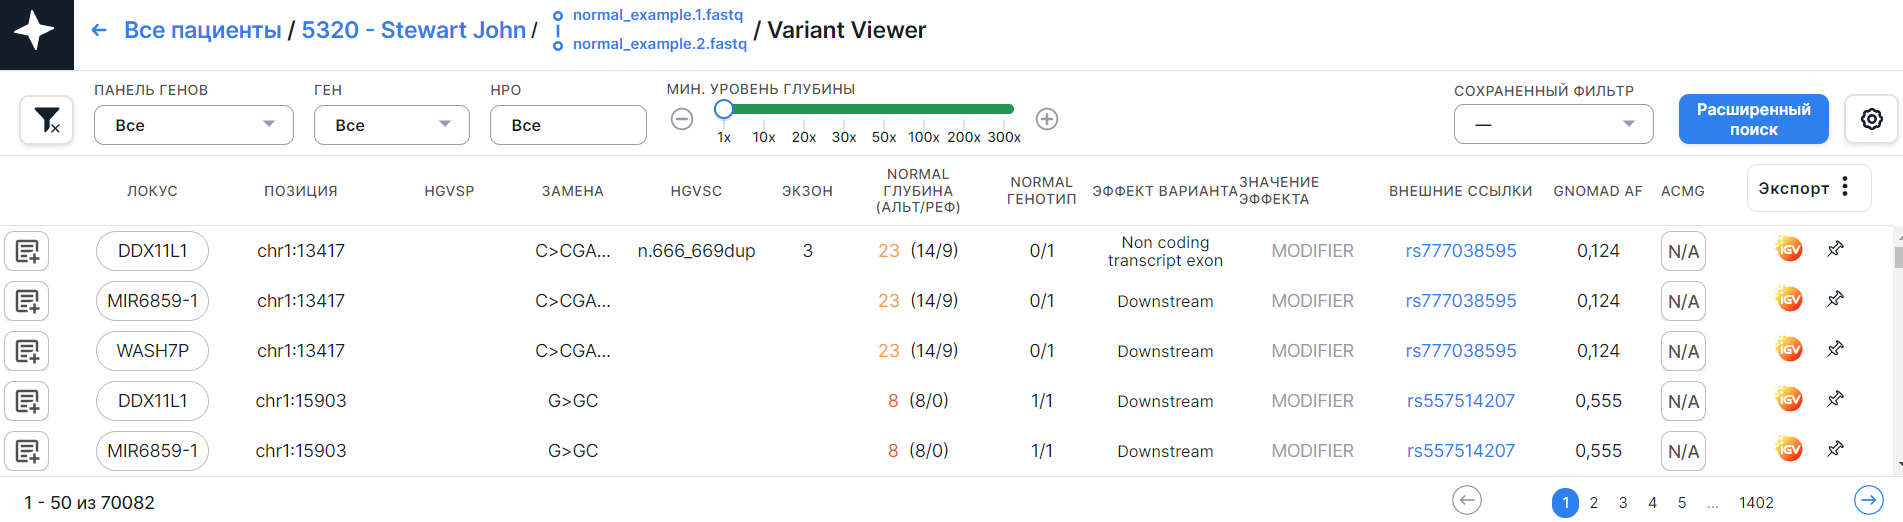 ← Все пациенты / 5320 - Stewart John / normal_example.1.fastq normal_example.2.fastq / Variant Viewer
ПАНЕЛЬ ГЕНОВ ГЕН HPO МИН. УРОВЕНЬ ГЛУБИНЫ СОХРАНЕННЫЙ ФИЛЬТР
Все Все Все — Расширенный поиск
1x 10x 20x 30x 50x 100x 200x 300x
ЛОКУС ПОЗИЦИЯ HGVSP ЗАМЕНА HGVSC ЭКЗОН NORMAL ГЛУБИНА (АЛЬТ/РЕФ) NORMAL ГЕНОТИП ЭФФЕКТ ВАРИАНТА ЗНАЧЕНИЕ ЭФФЕКТА ВНЕШНИЕ ССЫЛКИ GNOMAD AF ACMG Экспорт
DDX11L1 chr1:13417 C>CGA... n.666_669dup 3 23 (14/9) 0/1 Non coding transcript exon MODIFIER rs777038595 0,124 N/A IGV
MIR6859-1 chr1:13417 C>CGA... 23 (14/9) 0/1 Downstream MODIFIER rs777038595 0,124 N/A IGV
WASH7P chr1:13417 C>CGA... 23 (14/9) 0/1 Downstream MODIFIER rs777038595 0,124 N/A IGV
DDX11L1 chr1:15903 G>GC 8 (8/0) 1/1 Downstream MODIFIER rs557514207 0,555 N/A IGV
MIR6859-1 chr1:15903 G>GC 8 (8/0) 1/1 Downstream MODIFIER rs557514207 0,555 N/A IGV
1 - 50 из 70082 ← 1 2 3 4 5 ... 1402 →